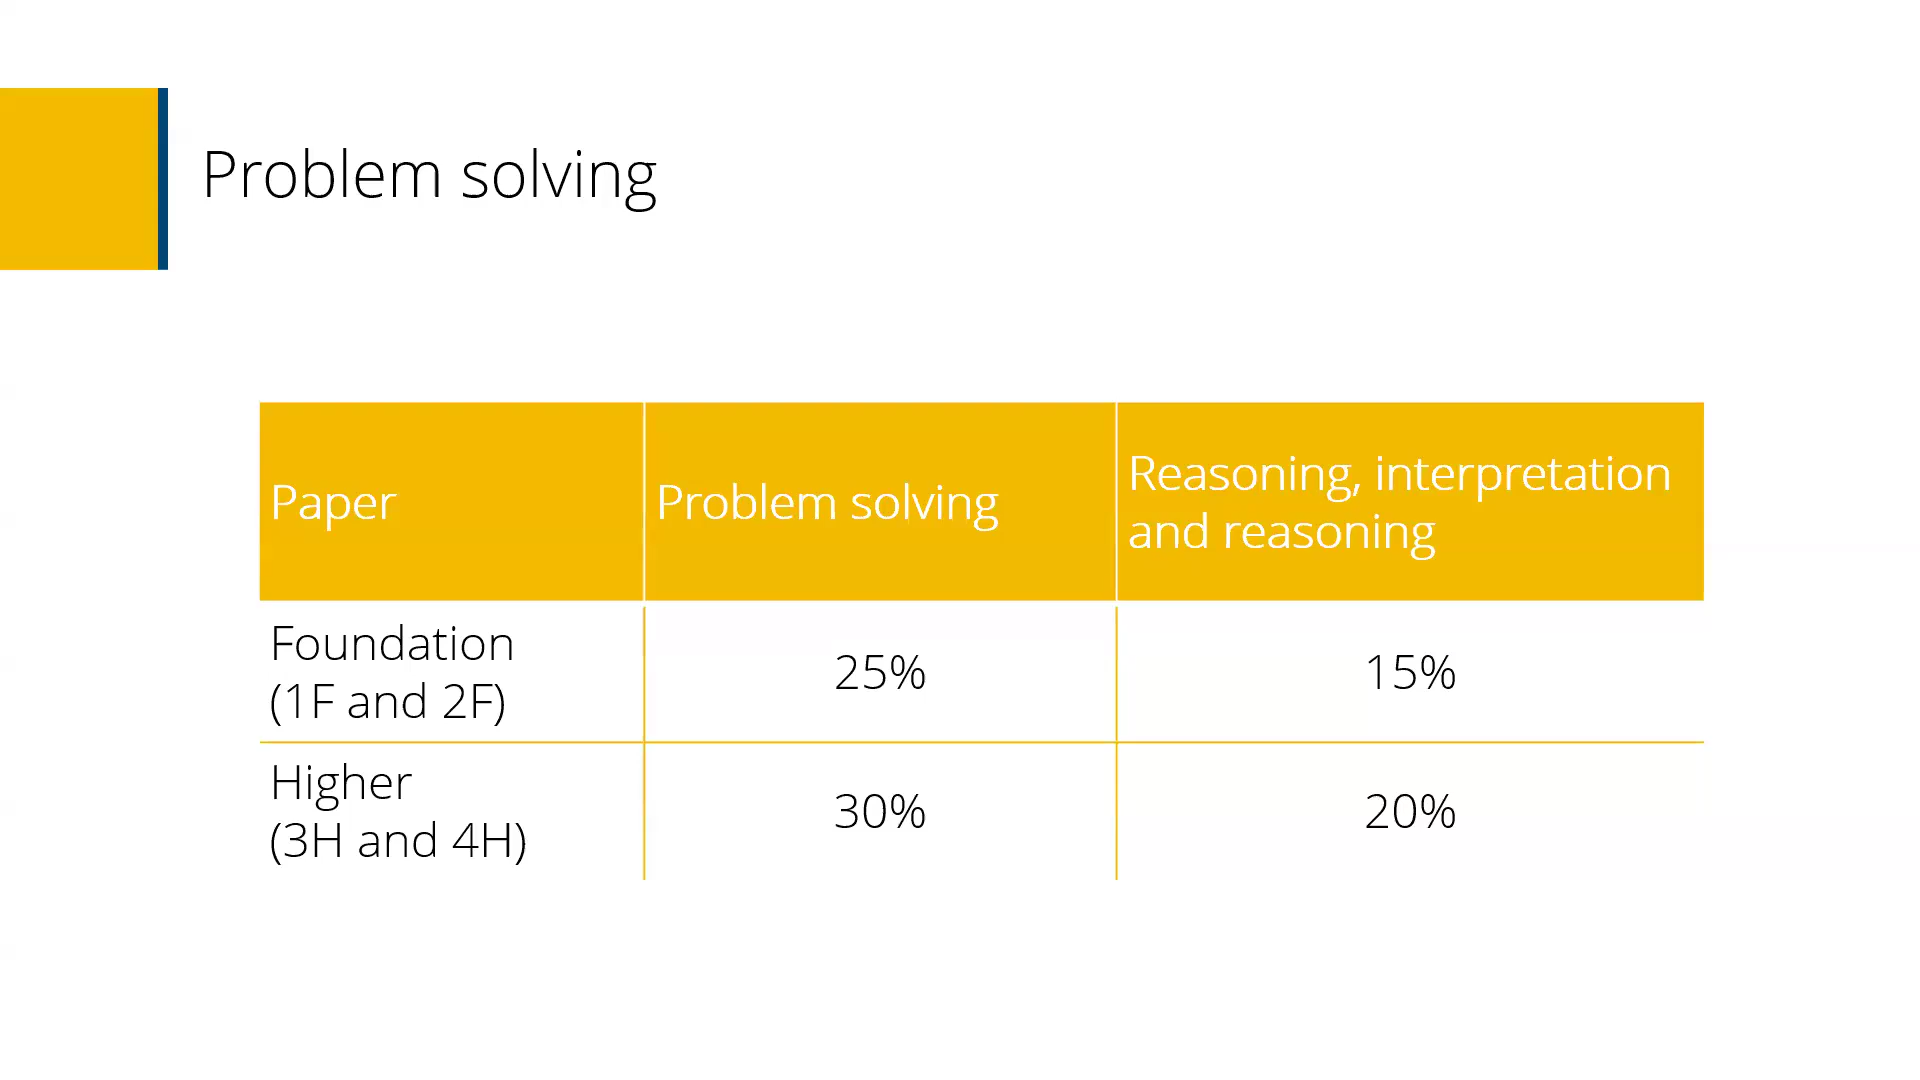 Problem solving
Paper
Problem solving
Reasoning, interpretation
and reasoning
Foundation
(1F and 2F)
25%
15%
Higher
(3H and 4H)
30%
20%